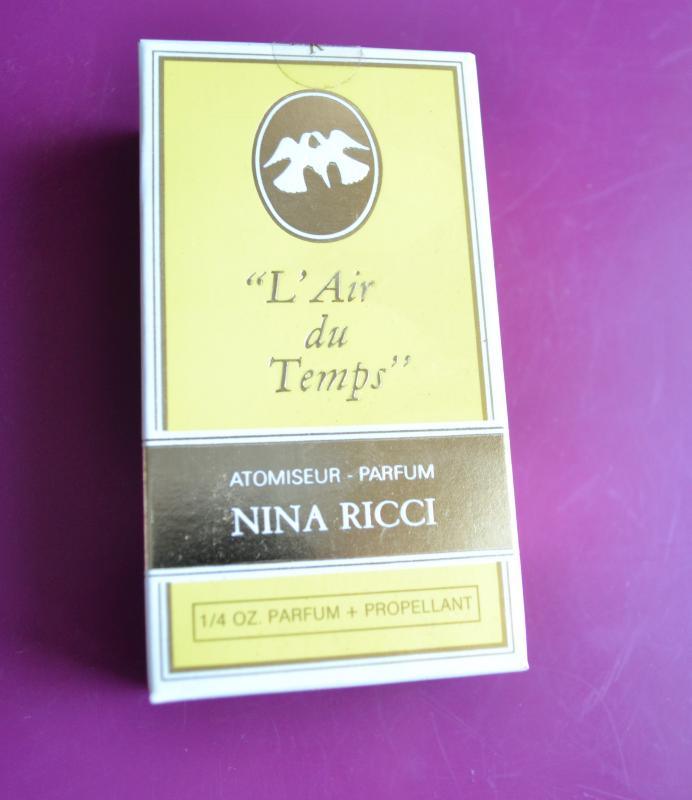 “L’Air
du
Temps”
ATOMISEUR - PARFUM
NINA RICCI
1/4 OZ. PARFUM + PROPELLANT